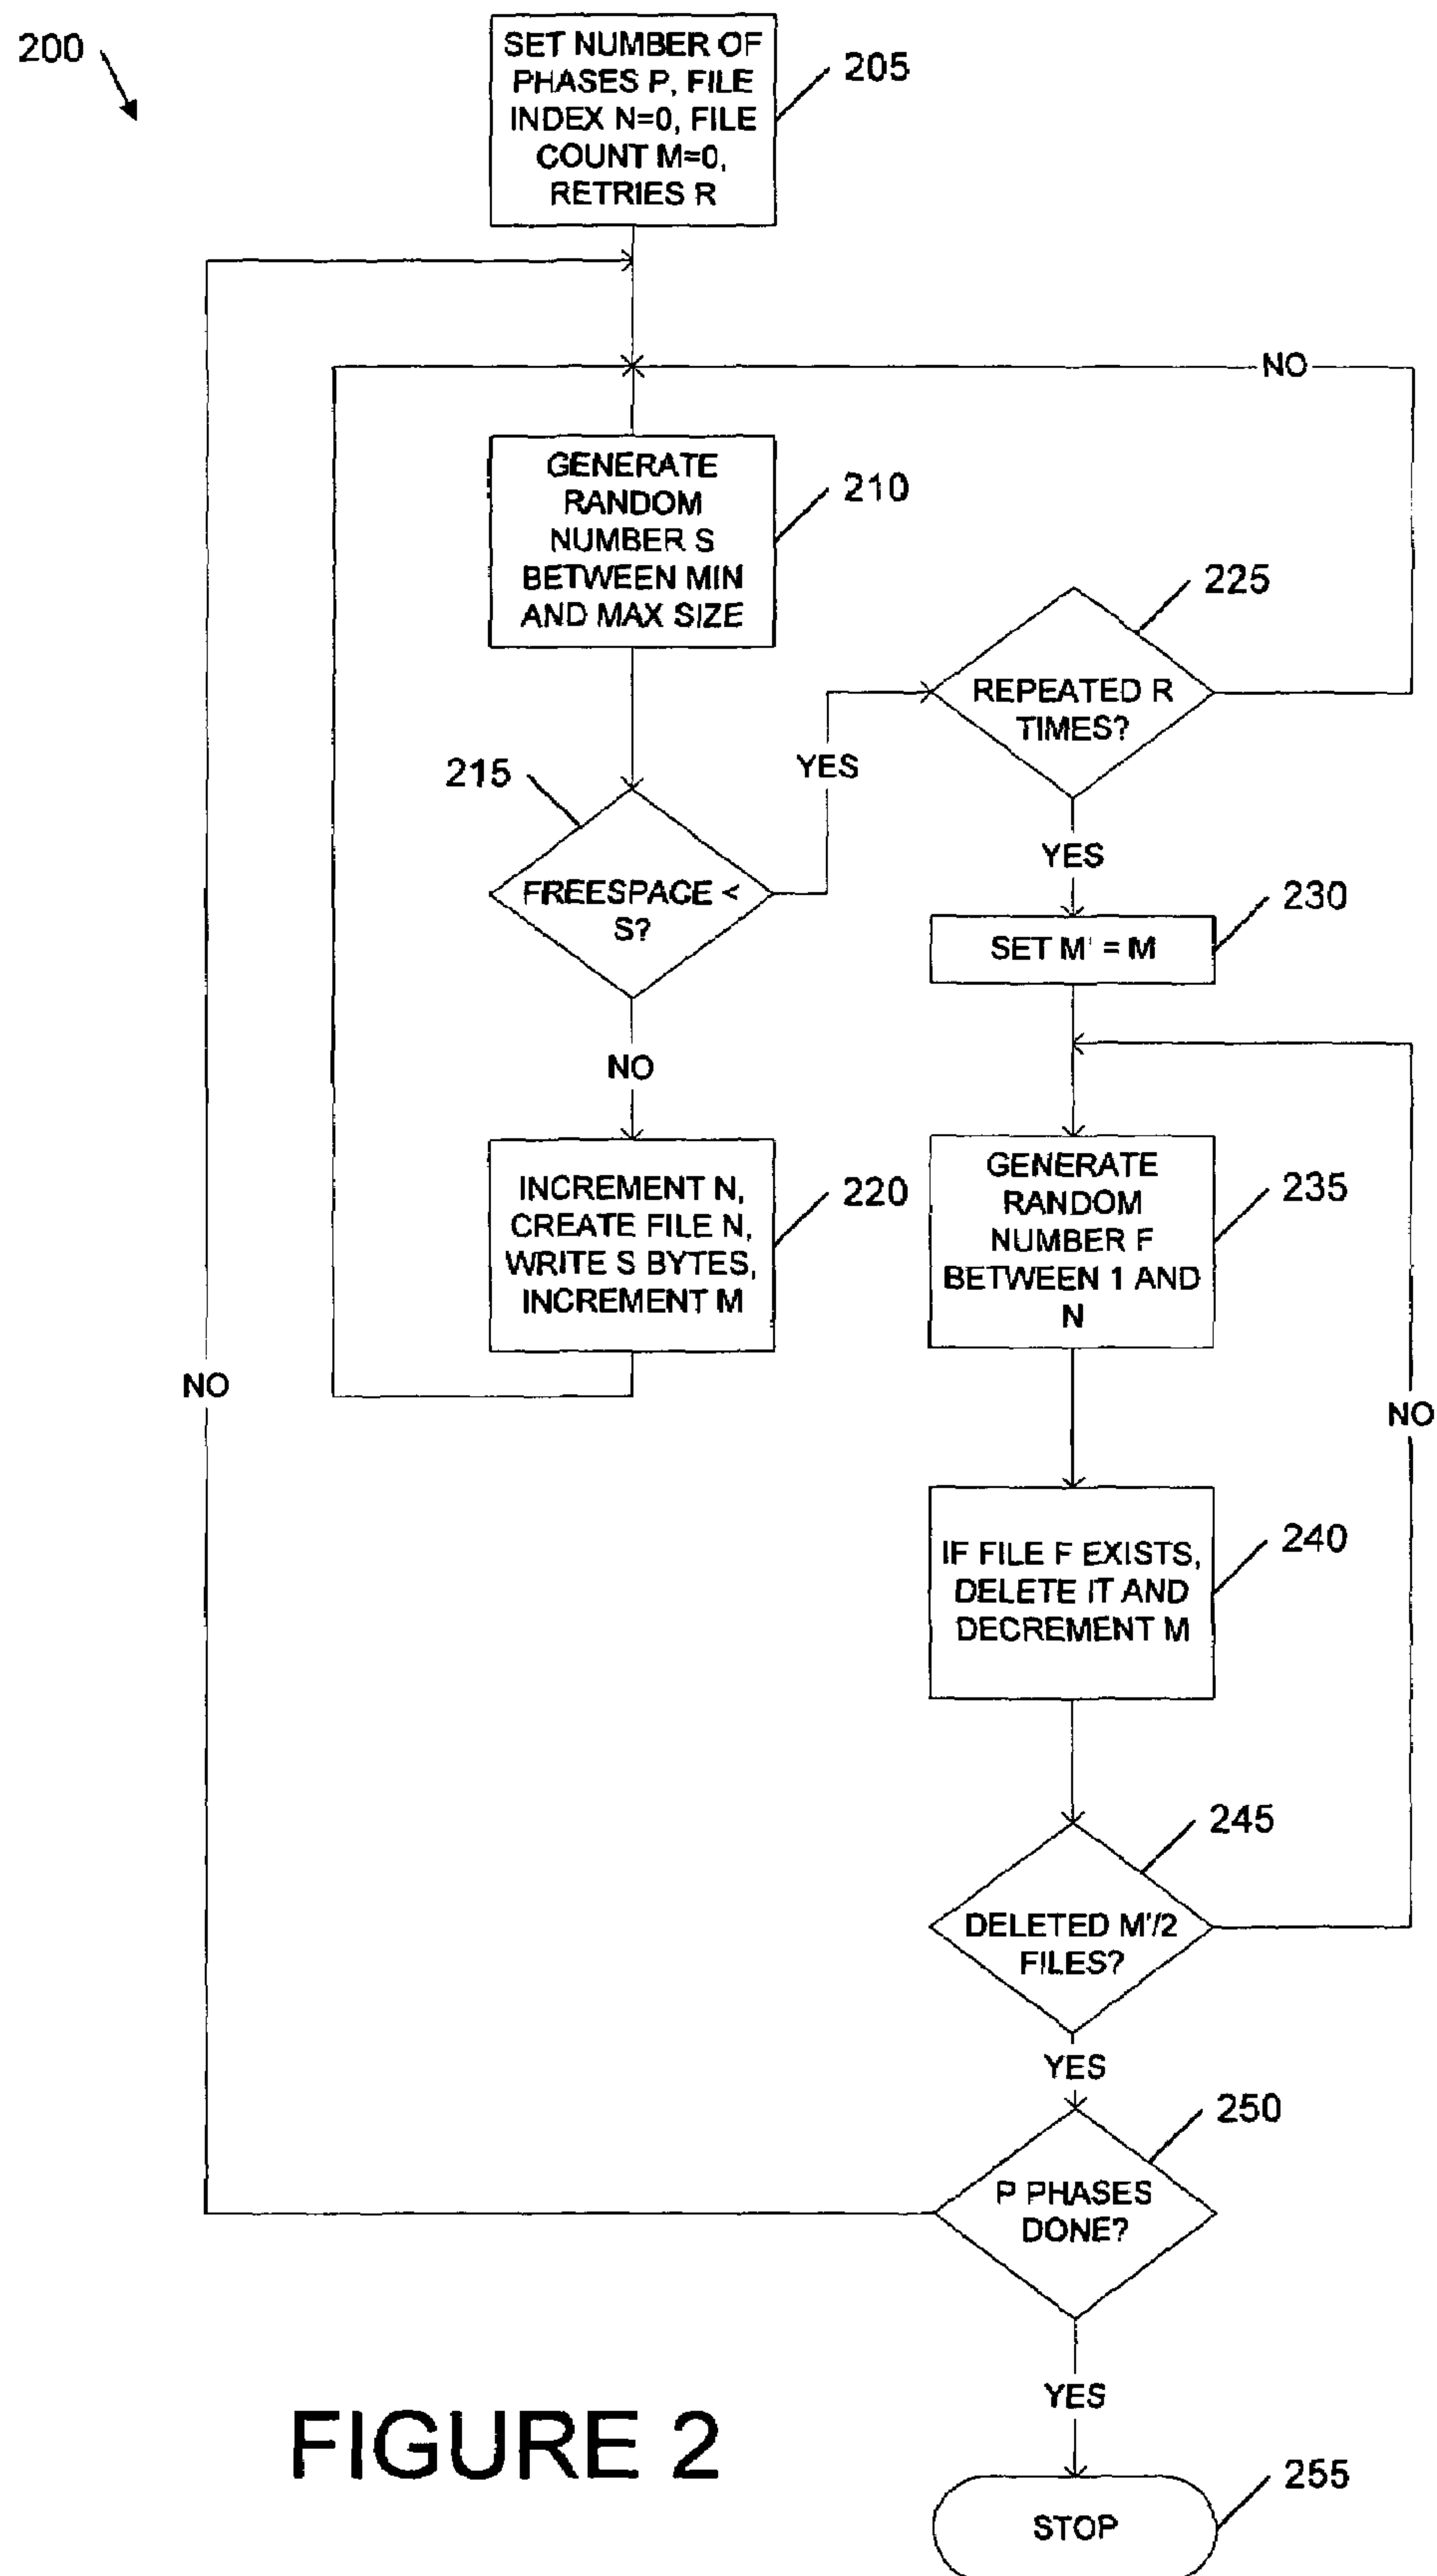 200
SET NUMBER OF
PHASES P, FILE
INDEX N=0, FILE
COUNT M=0,
RETRIES R
205
NO
GENERATE
RANDOM
NUMBER S
BETWEEN MIN
AND MAX SIZE
210
225
REPEATED R
TIMES?
215
YES
FREESPACE <
S?
YES
230
SET M' = M
NO
INCREMENT N,
CREATE FILE N,
WRITE S BYTES,
INCREMENT M
220
GENERATE
RANDOM
NUMBER F
BETWEEN 1 AND
N
235
NO
NO
IF FILE F EXISTS,
DELETE IT AND
DECREMENT M
240
245
DELETED M'/2
FILES?
YES
250
P PHASES
DONE?
YES
FIGURE 2
255
STOP